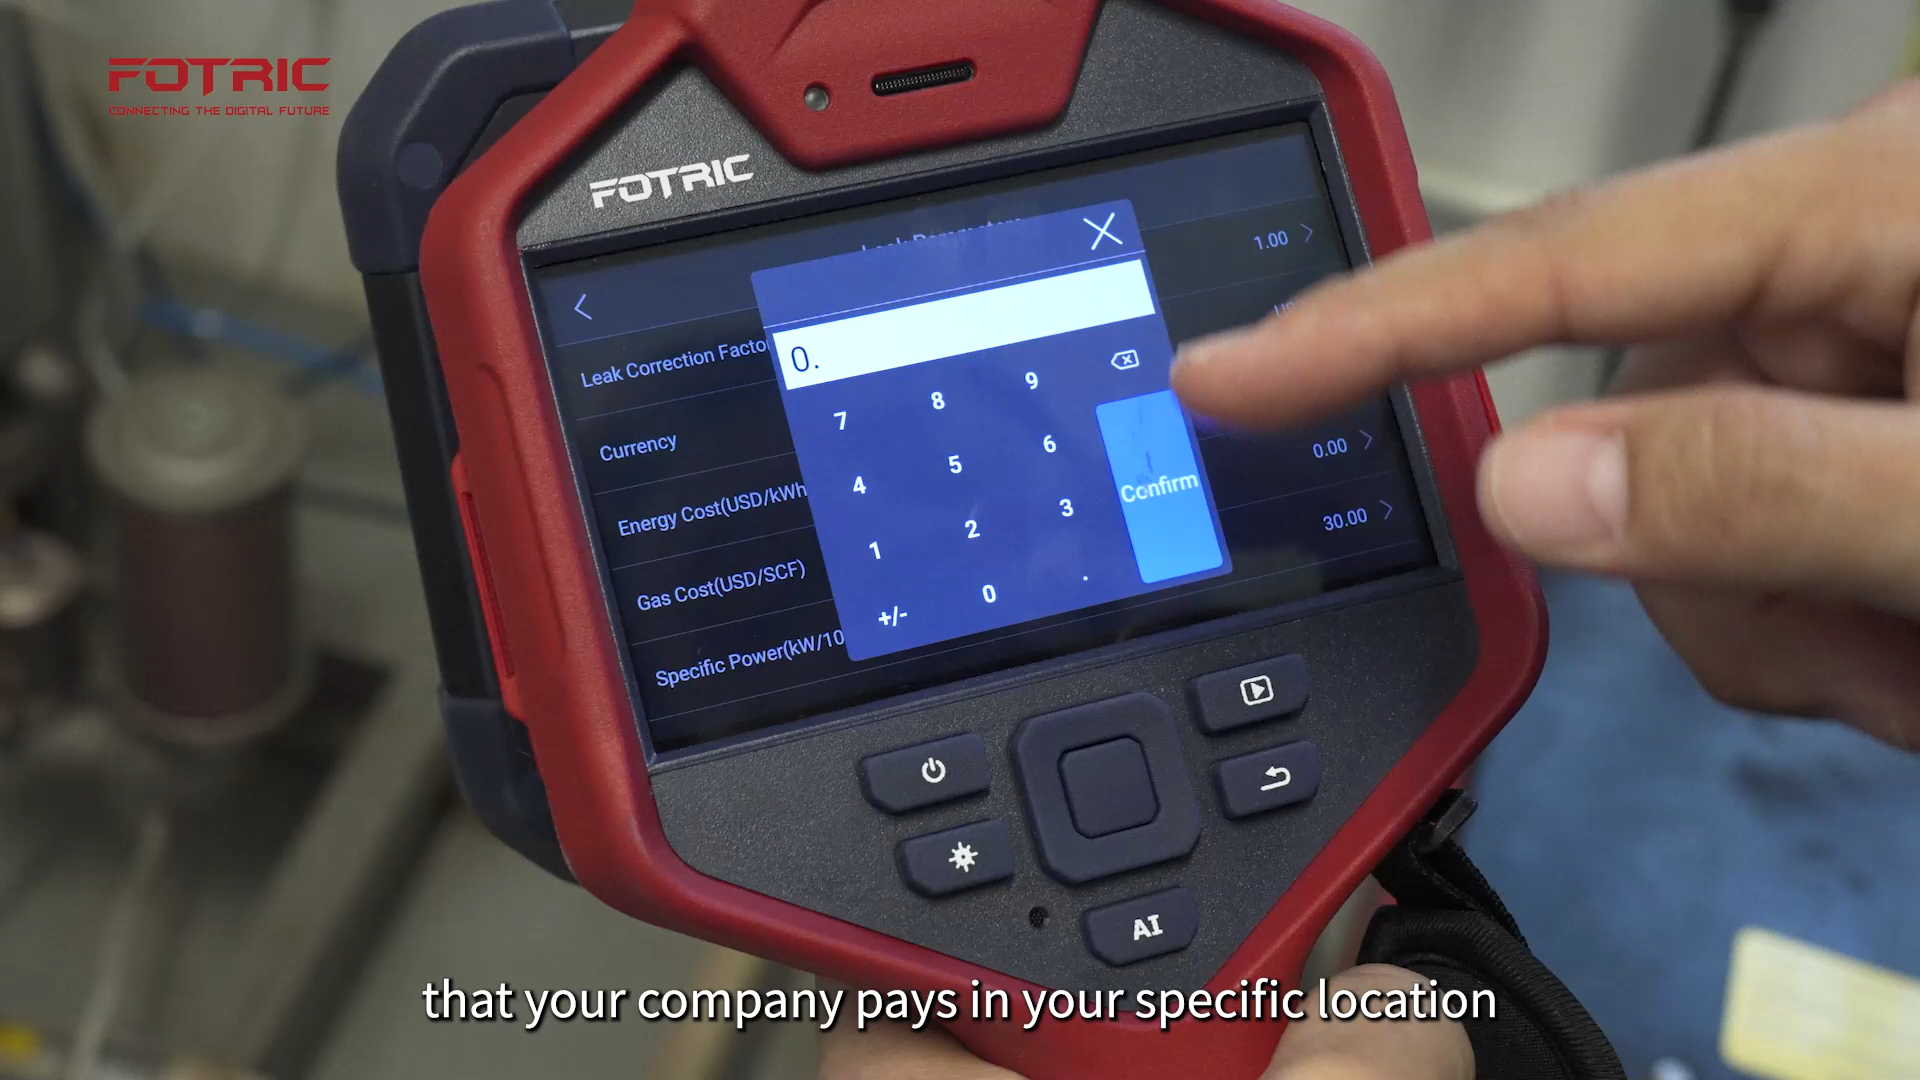 FOTRIC
CONNECTING THE DIGITAL FUTURE
FOTRIC
1.00
Leak Correction Facto
0.
Currency
Energy Cost(USD/kWh
Gas Cost(USD/SCF)
0.00
Specific Power(kW/10
30.00
7 8 9
4 5 6
1 2 3
+/- 0 .
Confirm
AI
that your company pays in your specific location